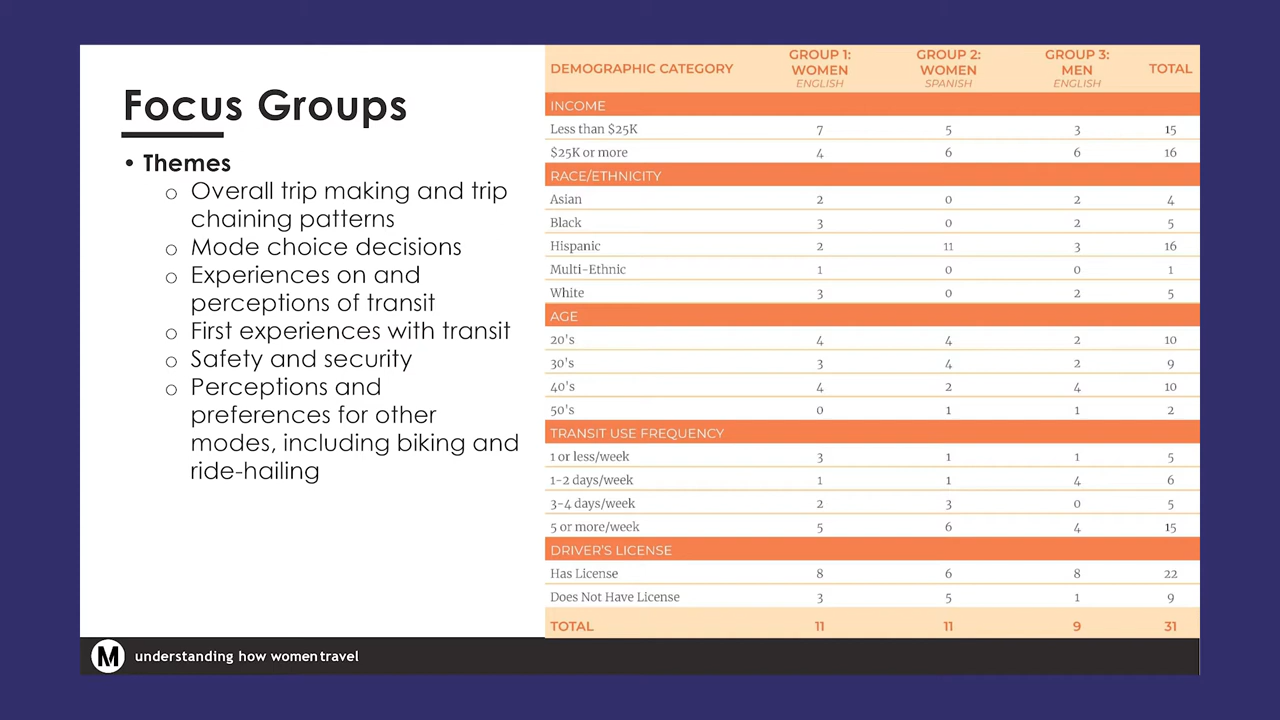 Focus Groups
• Themes
o Overall trip making and trip
chaining patterns
o Mode choice decisions
o Experiences on and
perceptions of transit
o First experiences with transit
o Safety and security
o Perceptions and
preferences for other
modes, including biking and
ride-hailing
DEMOGRAPHIC CATEGORY GROUP 1: WOMEN ENGLISH GROUP 2: WOMEN SPANISH GROUP 3: MEN ENGLISH TOTAL
INCOME
Less than $25K 7 5 3 15
$25K or more 4 6 6 16
RACE/ETHNICITY
Asian 2 0 2 4
Black 3 0 2 5
Hispanic 2 11 3 16
Multi-Ethnic 1 0 0 1
White 3 0 2 5
AGE
20's 4 4 2 10
30's 3 4 2 9
40's 4 2 4 10
50's 0 1 1 2
TRANSIT USE FREQUENCY
1 or less/week 3 1 1 5
1-2 days/week 1 1 4 6
3-4 days/week 2 3 0 5
5 or more/week 5 6 4 15
DRIVER'S LICENSE
Has License 8 6 8 22
Does Not Have License 3 5 1 9
TOTAL 11 11 9 31
M understanding how women travel